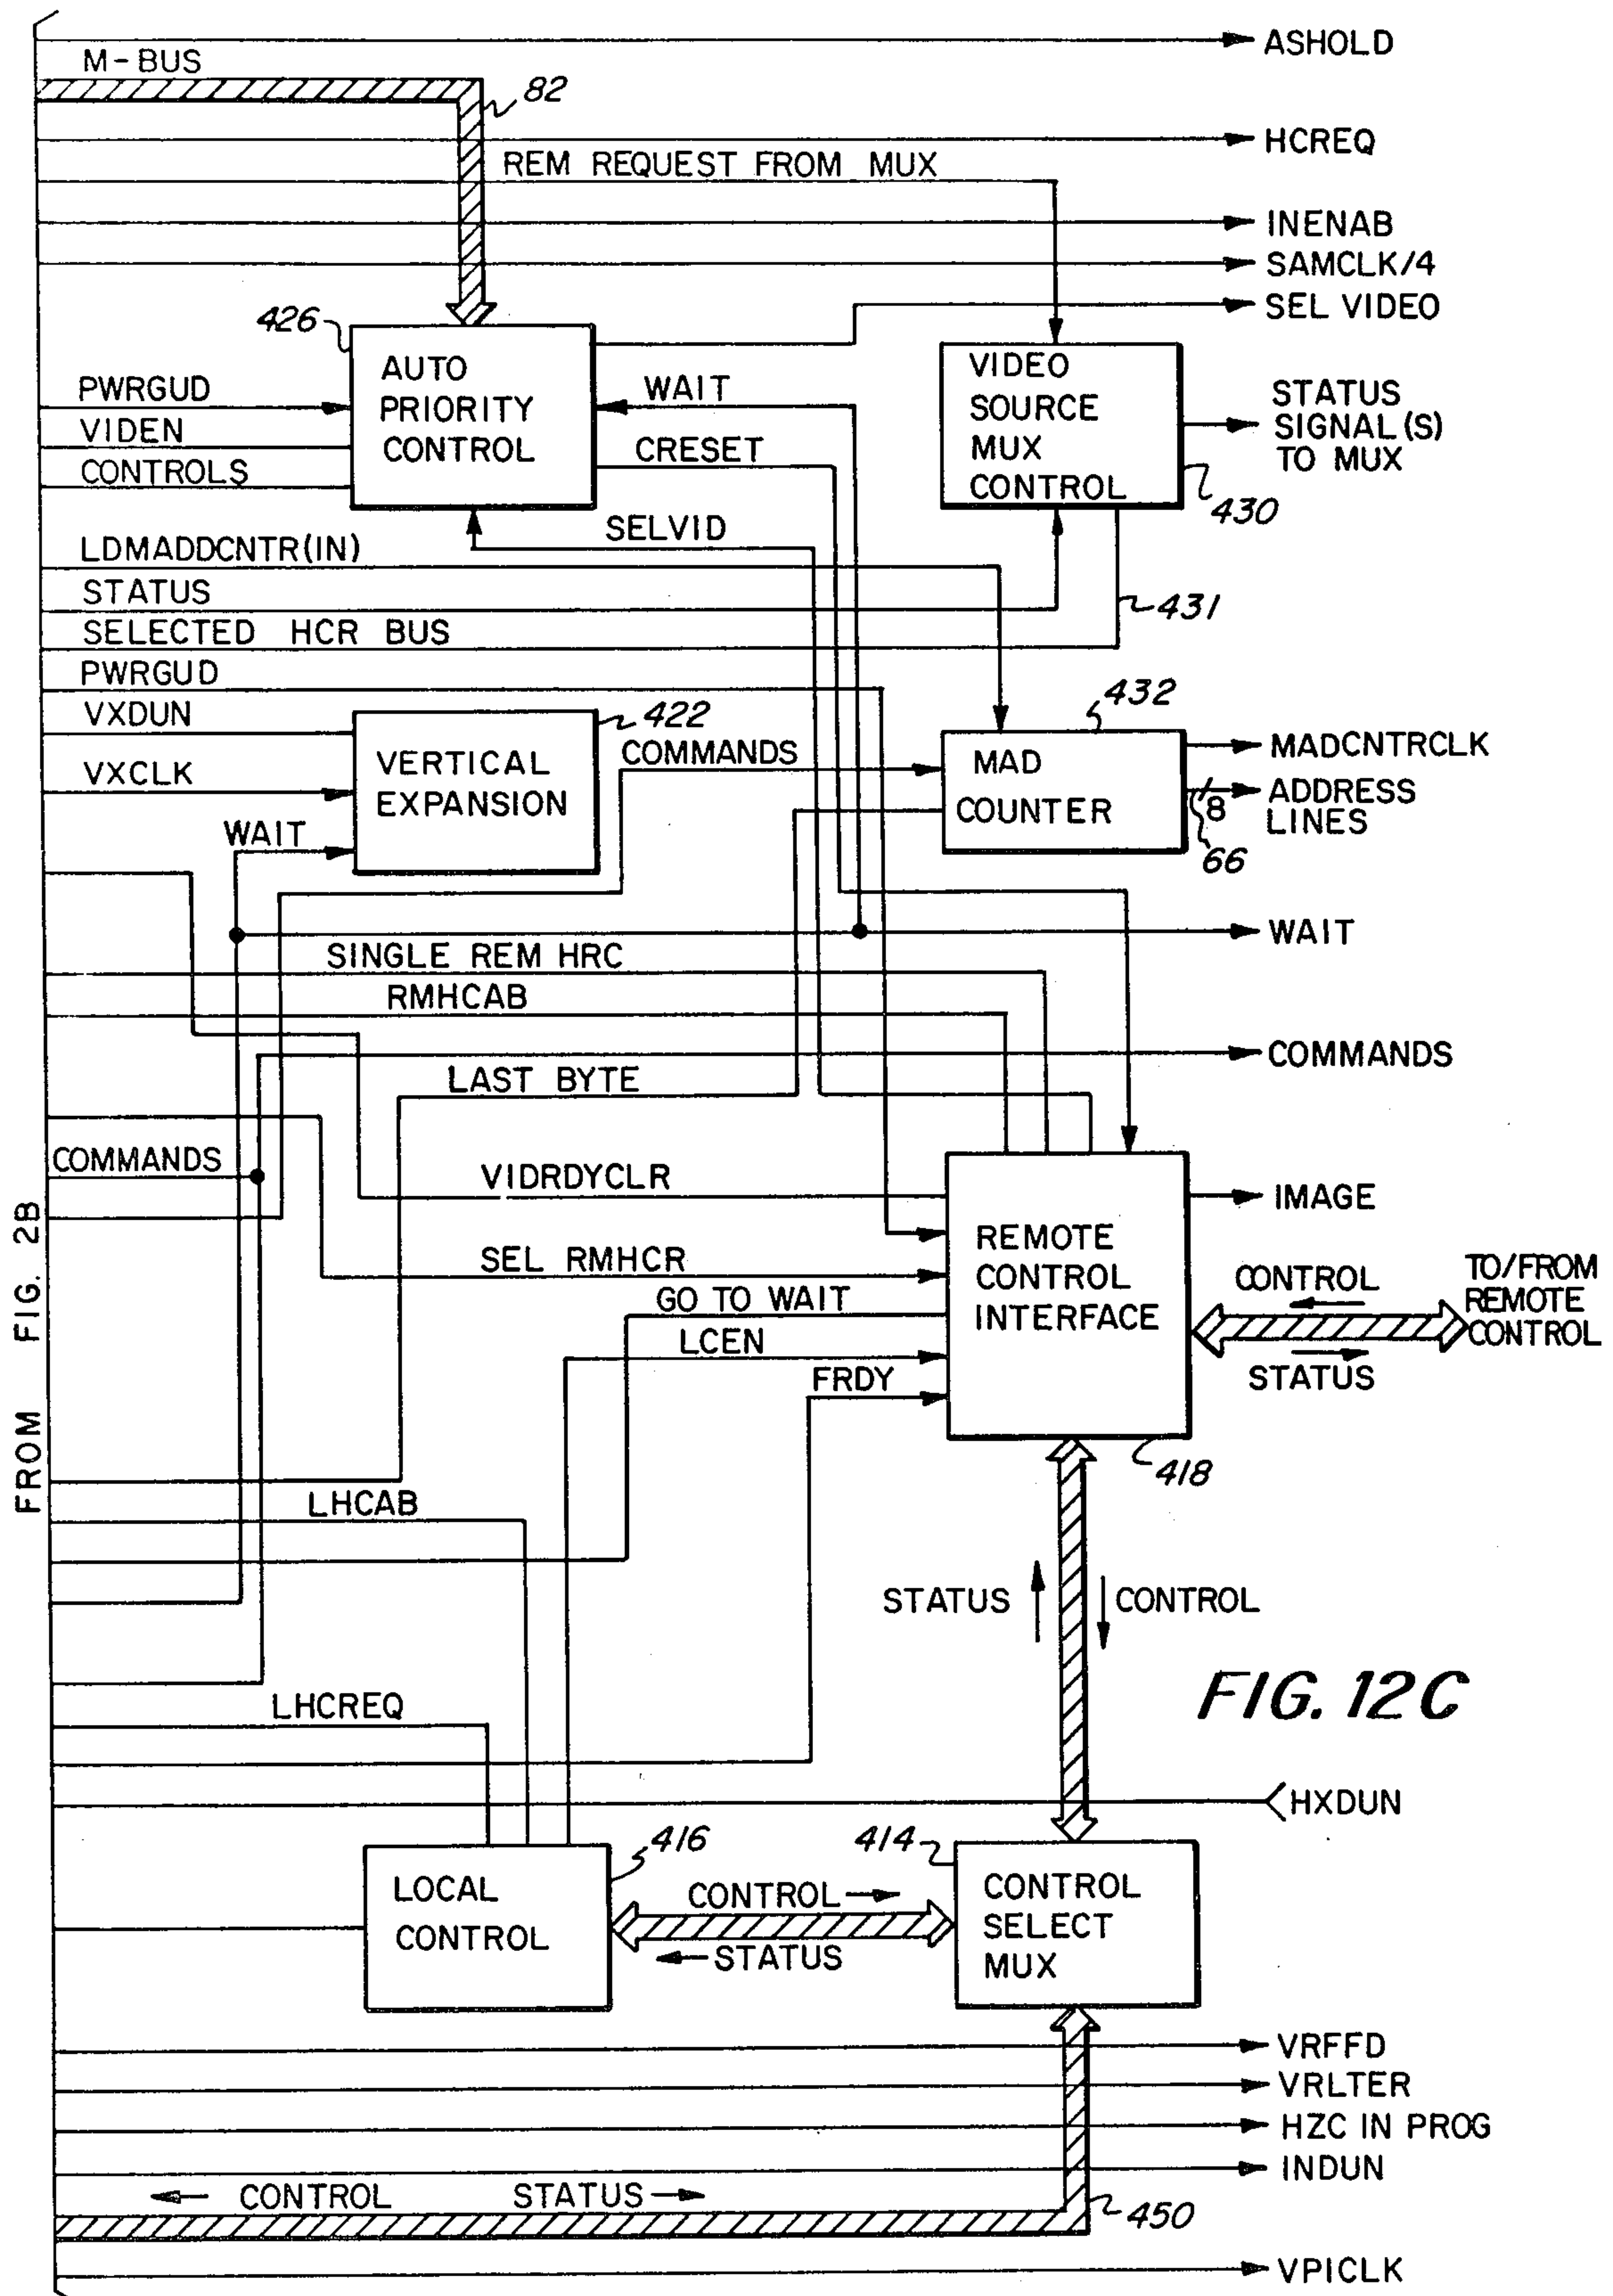 ASHOLD
M-BUS
82
HCREQ
REM REQUEST FROM MUX
INENAB
SAMCLK/4
SEL VIDEO
426
AUTO
PRIORITY
CONTROL
VIDEO
SOURCE
MUX
CONTROL
PWRGUD
WAIT
STATUS
SIGNAL(S)
TO MUX
VIDEN
CONTROLS
CRESET
430
SELVID
LDMADDCNTR(IN)
STATUS
431
SELECTED HCR BUS
PWRGUD
432
VXDUN
422
COMMANDS
MADCNTRCLK
VERTICAL
EXPANSION
MAD
COUNTER
VXCLK
8
ADDRESS
LINES
WAIT
66
WAIT
SINGLE REM HRC
RMHCAB
COMMANDS
LAST BYTE
COMMANDS
VIDRDYCLR
IMAGE
FROM FIG. 2B
REMOTE
CONTROL
INTERFACE
SEL RMHCR
CONTROL
STATUS
TO/FROM
REMOTE
CONTROL
GO TO WAIT
LCEN
FRDY
418
LHCAB
STATUS
CONTROL
FIG. 12C
LHCREQ
HXDUN
416
414
LOCAL
CONTROL
CONTROL
STATUS
CONTROL
SELECT
MUX
VRFFD
VRLTER
HZC IN PROG
INDUN
CONTROL
STATUS
450
VPICLK